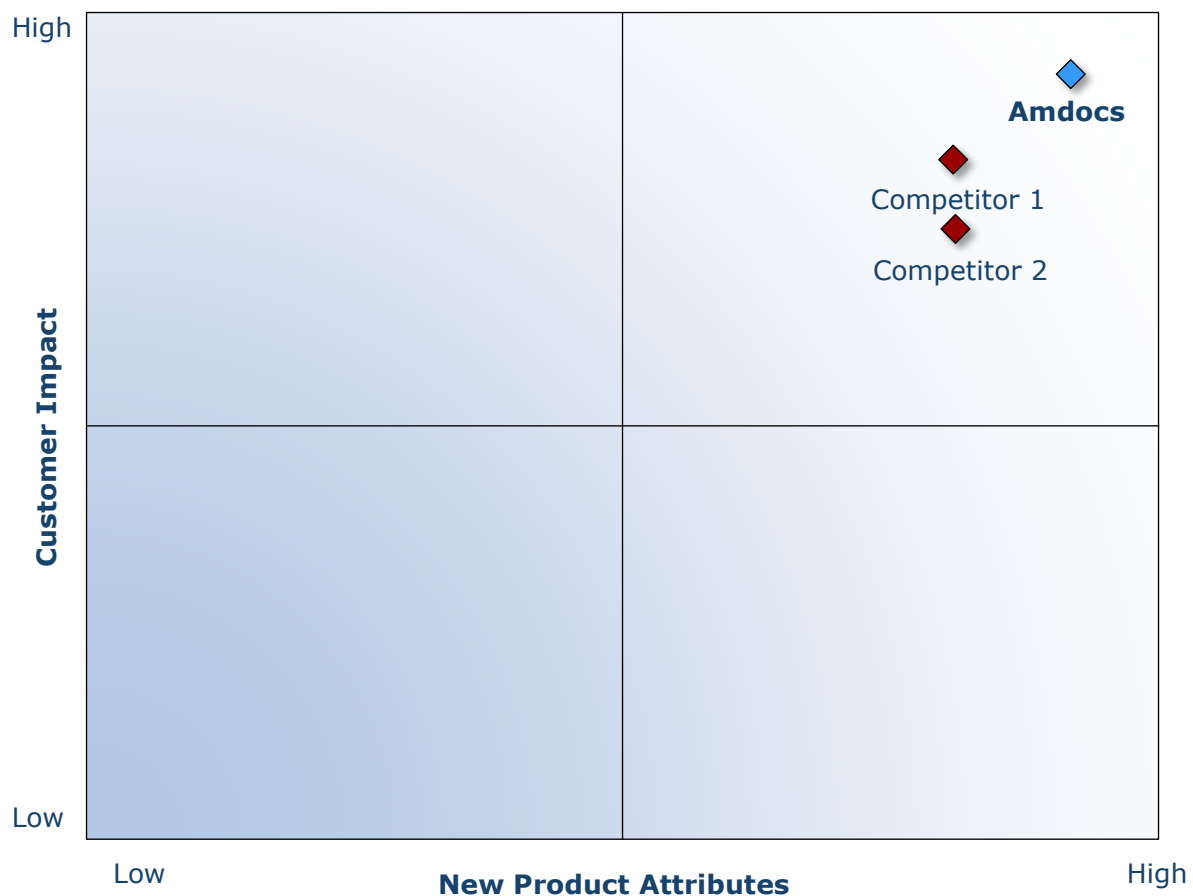 High
Amdocs
Competitor 1
Competitor 2
Customer Impact
Low
Low
New Product Attributes
High